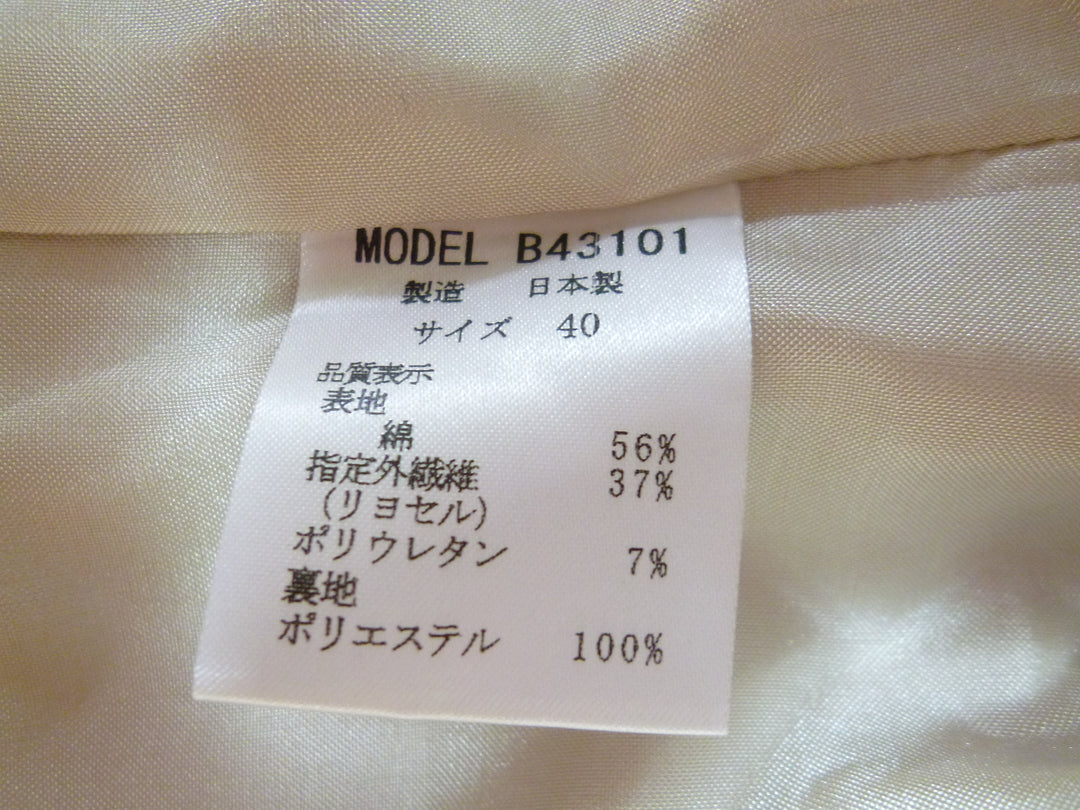 MODEL B43101
製造 日本製
サイズ 40
品質表示
表地
綿 56%
指定外繊維 37%
(リヨセル)
ポリウレタン 7%
裏地
ポリエステル 100%